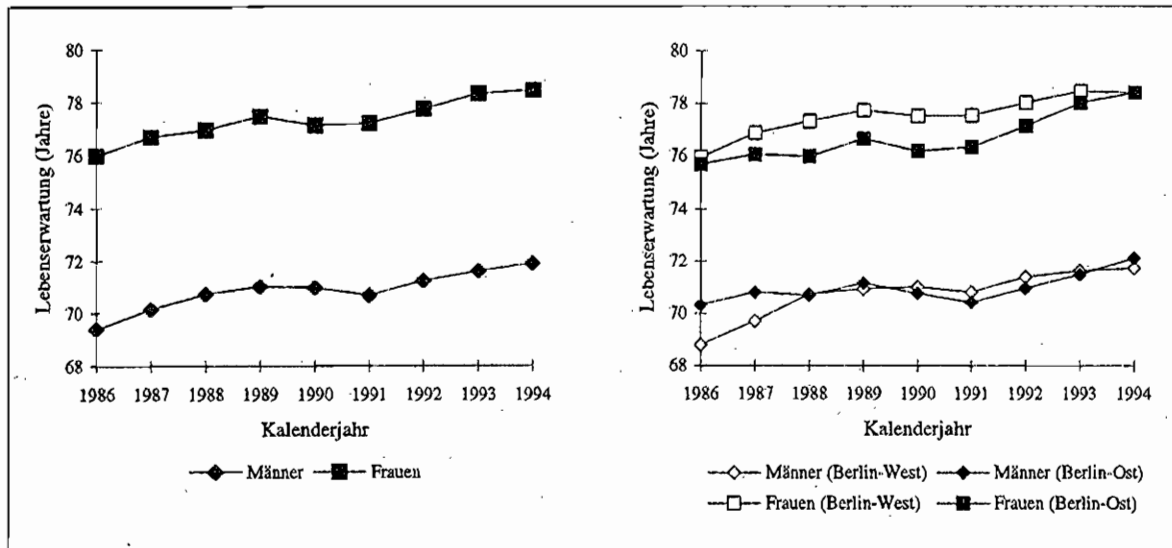 80
78
76
74
72
70
68
Lebenserwartung (Jahre)
1986 1987 1988 1989 1990 1991 1992 1993 1994
Kalenderjahr
Männer Frauen
80
78
76
74
72
70
68
Lebenserwartung (Jahre)
1986 1987 1988 1989 1990 1991 1992 1993 1994
Kalenderjahr
Männer (Berlin-West) Männer (Berlin-Ost)
Frauen (Berlin-West) Frauen (Berlin-Ost)